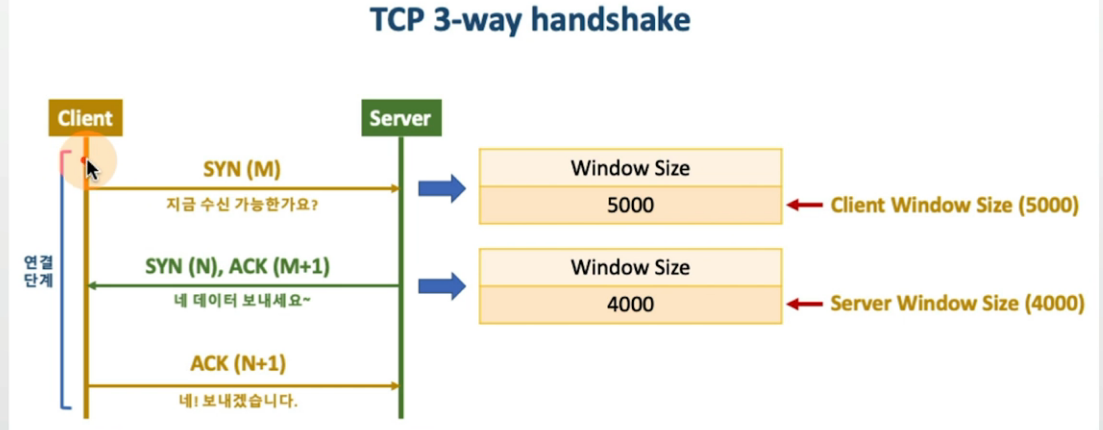 TCP 3-way handshake
Client
Server
SYN (M)
지금 수신 가능한가요?
Window Size
5000
Client Window Size (5000)
연결
단계
SYN (N), ACK (M+1)
네 데이터 보내세요~
Window Size
4000
Server Window Size (4000)
ACK (N+1)
네! 보내겠습니다.